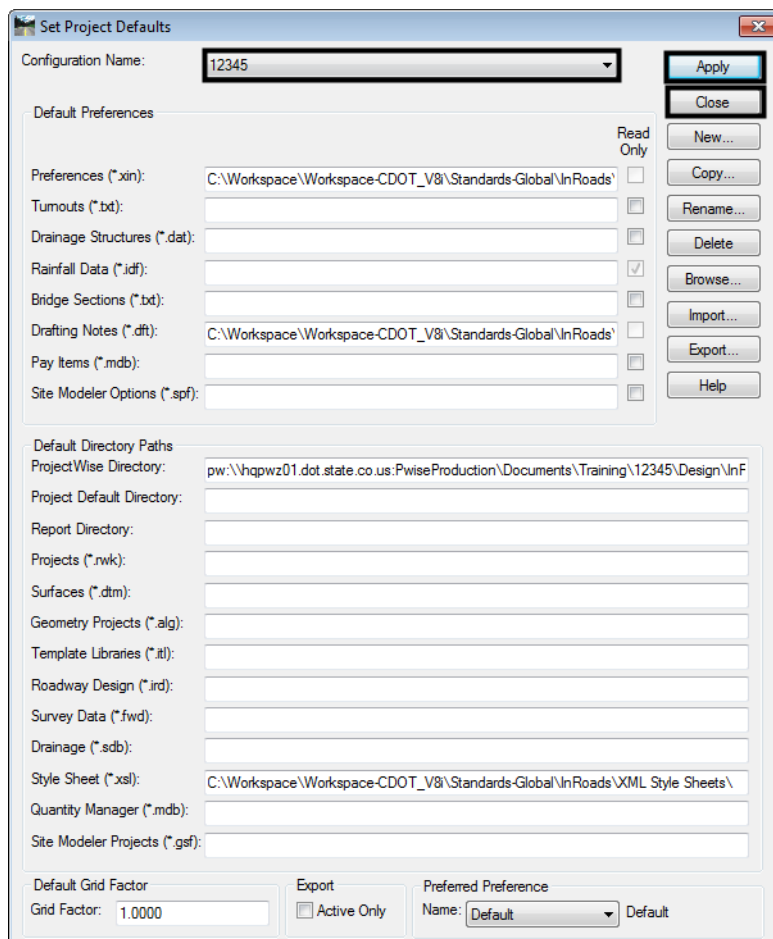 Set Project Defaults
Configuration Name: 12345
Apply
Close
Default Preferences
Read Only
New...
Preferences (*.xin): C:\Workspace\Workspace-CDOT_V8i\Standards-Global\InRoads\
Copy...
Turnouts (*.txt):
Rename...
Drainage Structures (*.dat):
Delete
Rainfall Data (*.idf):
Browse...
Bridge Sections (*.txt):
Import...
Drafting Notes (*.dft): C:\Workspace\Workspace-CDOT_V8i\Standards-Global\InRoads\
Export...
Pay Items (*.mdb):
Help
Site Modeler Options (*.spf):
Default Directory Paths
ProjectWise Directory: pw:\\hqpwz01.dot.state.co.us:PwiseProduction\Documents\Training\12345\Design\InF
Project Default Directory:
Report Directory:
Projects (*.rwk):
Surfaces (*.dtm):
Geometry Projects (*.alg):
Template Libraries (*.itl):
Roadway Design (*.ird):
Survey Data (*.fwd):
Drainage (*.sdb):
Style Sheet (*.xsl): C:\Workspace\Workspace-CDOT_V8i\Standards-Global\InRoads\XML Style Sheets\
Quantity Manager (*.mdb):
Site Modeler Projects (*.gsf):
Default Grid Factor
Grid Factor: 1.0000
Export
Active Only
Preferred Preference
Name: Default Default